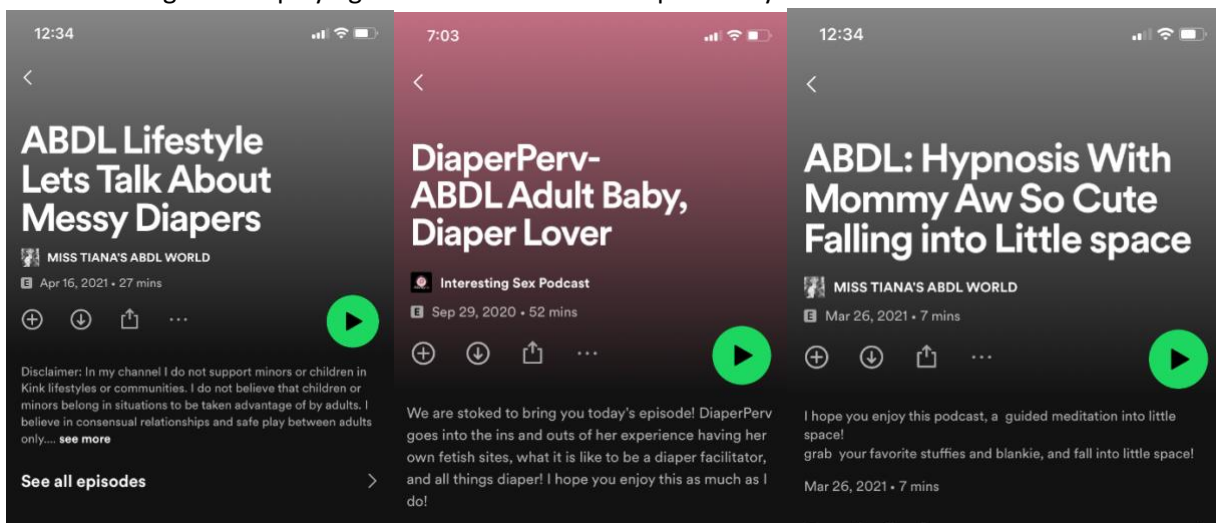 12:34
ABDL Lifestyle
Lets Talk About
Messy Diapers
MISS TIANA'S ABDL WORLD
E Apr 16, 2021 • 27 mins
Disclaimer: In my channel I do not support minors or children in
Kink lifestyles or communities. I do not believe that children or
minors belong in situations to be taken advantage of by adults. I
believe in consensual relationships and safe play between adults
only.... see more
See all episodes
7:03
DiaperPerv-
ABDL Adult Baby,
Diaper Lover
Interesting Sex Podcast
E Sep 29, 2020 • 52 mins
We are stoked to bring you today's episode! DiaperPerv
goes into the ins and outs of her experience having her
own fetish sites, what it is like to be a diaper facilitator,
and all things diaper! I hope you enjoy this as much as I
do!
12:34
ABDL: Hypnosis With
Mommy Aw So Cute
Falling into Little space
MISS TIANA'S ABDL WORLD
E Mar 26, 2021 • 7 mins
I hope you enjoy this podcast, a guided meditation into little
space!
grab your favorite stuffies and blankie, and fall into little space!
Mar 26, 2021 • 7 mins